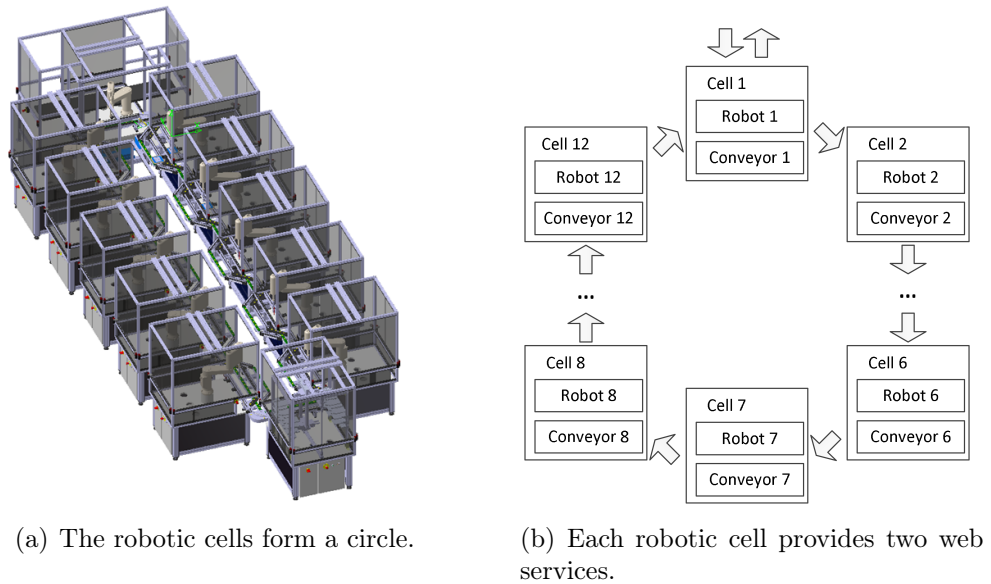 Cell 1
Robot 1
Conveyor 1
Cell 12
Robot 12
Conveyor 12
Cell 2
Robot 2
Conveyor 2
...
...
Cell 8
Robot 8
Conveyor 8
Cell 7
Robot 7
Conveyor 7
Cell 6
Robot 6
Conveyor 6
(a) The robotic cells form a circle.
(b) Each robotic cell provides two web
services.